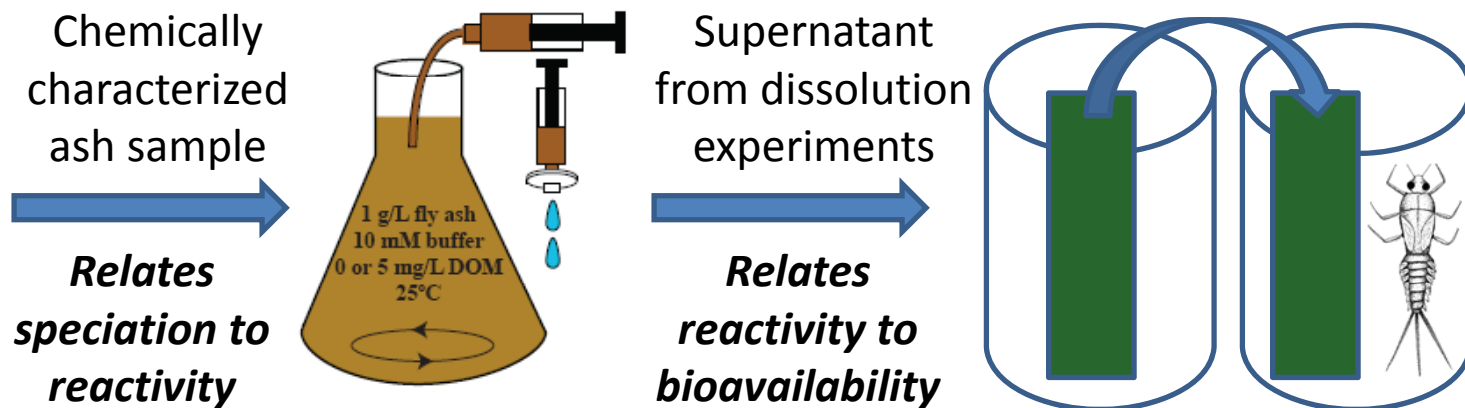 Chemically
characterized
ash sample
Relates
speciation to
reactivity
1 g/L fly ash
10 mM buffer
0 or 5 mg/L DOM
25°C
Supernatant
from dissolution
experiments
Relates
reactivity to
bioavailability